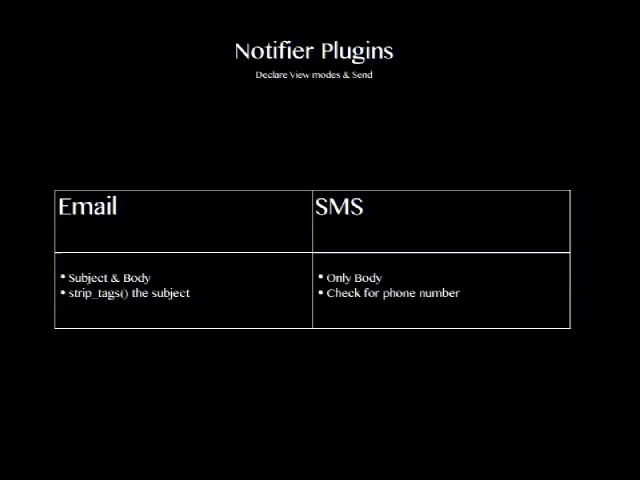 Notifier Plugins
Declare View modes & Send
Email
SMS
• Subject & Body
• strip_tags() the subject
• Only Body
• Check for phone number